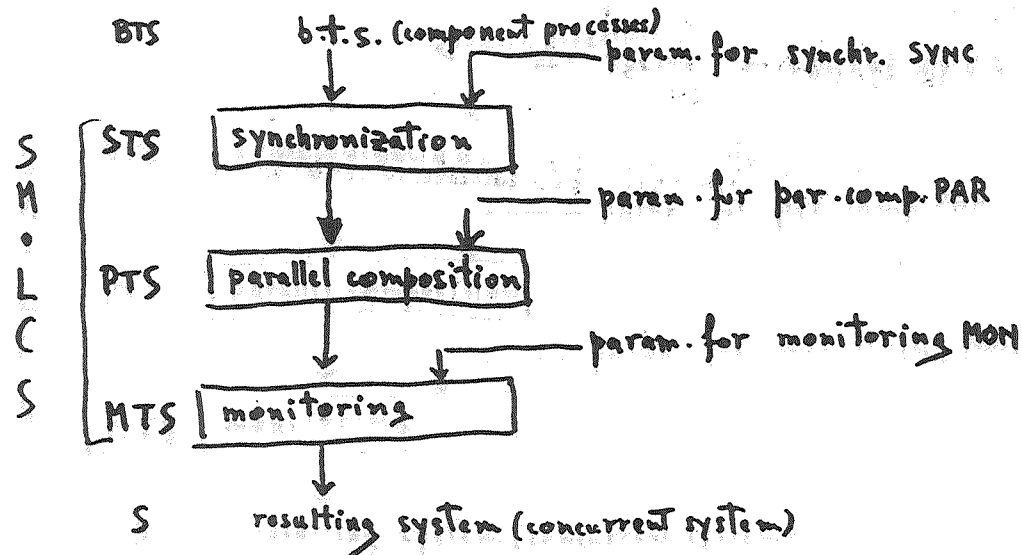 BTS b.t.s. (component processes)
param. for synchr. SYNC
STS synchronization
param. for par.comp. PAR
PTS parallel composition
param. for monitoring MON
MTS monitoring
S resulting system (concurrent system)
S
M
•
L
C
S